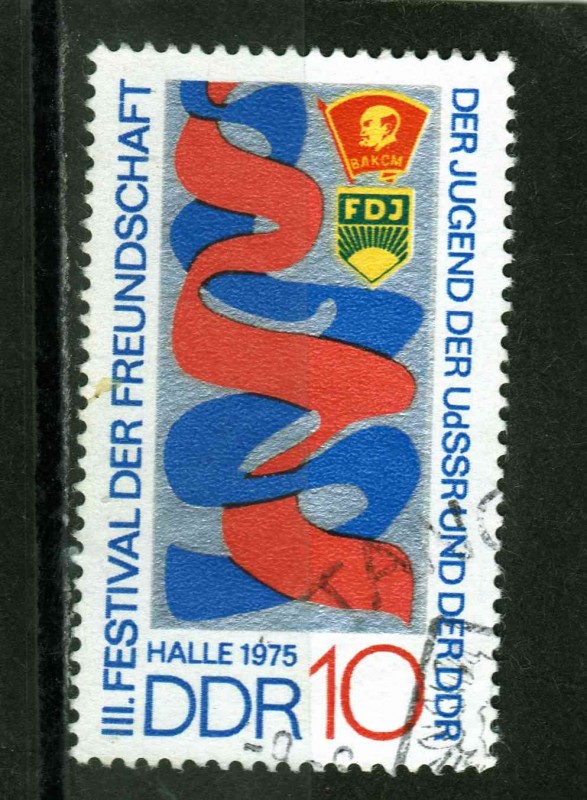 III. FESTIVAL DER FREUNDSCHAFT
DER JUGEND DER UdSSR UND DER DDR
ВЛКСМ
FDJ
HALLE 1975
DDR 10